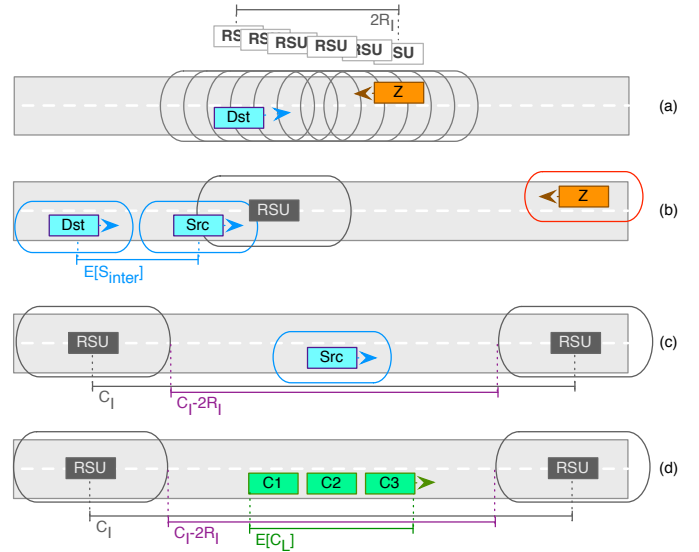 2R_I
RSU RSU RSU RSU RSU RSU
Z
Dst
(a)
Dst Src RSU Z
(b)
E[S_inter]
RSU Src RSU
(c)
C_I
C_I-2R_I
RSU C1 C2 C3 RSU
(d)
C_I
C_I-2R_I
E[C_L]